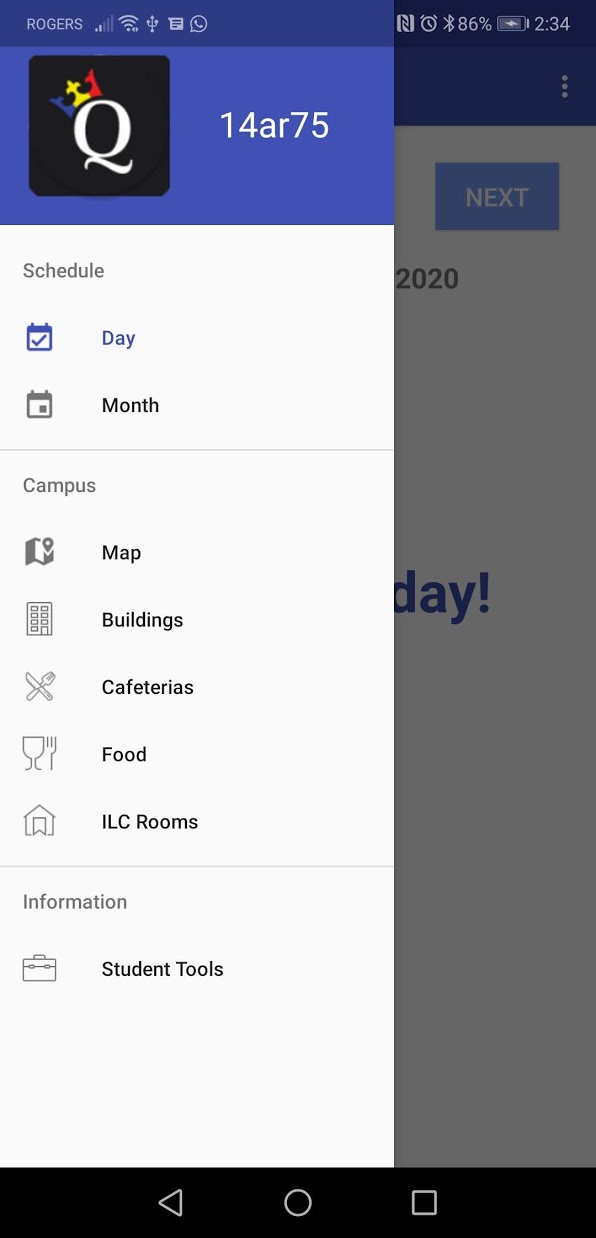 ROGERS 86% 2:34
Q 14ar75
NEXT
Schedule
2020
Day
Month
Campus
Map
day!
Buildings
Cafeterias
Food
ILC Rooms
Information
Student Tools